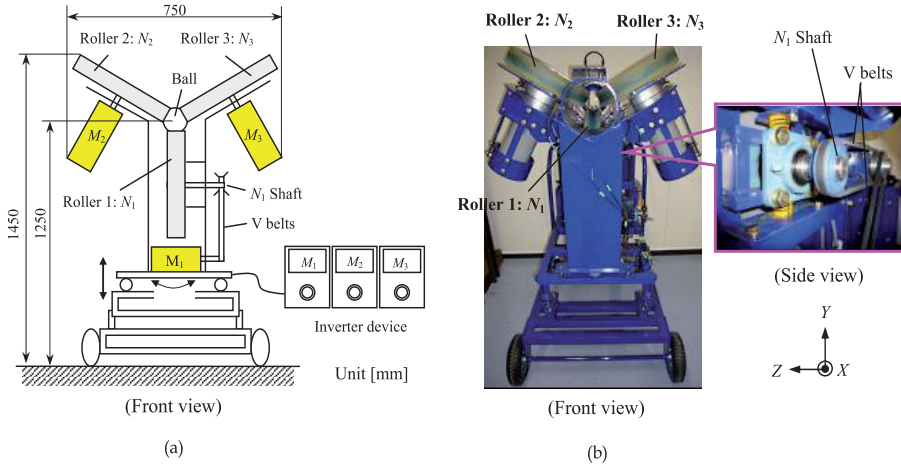 750
Roller 2: N₂
Roller 3: N₃
Ball
M₂
M₃
1450
1250
Roller 1: N₁
N₁ Shaft
V belts
M₁
M₁
M₂
M₃
Inverter device
Unit [mm]
(Front view)
(a)
Roller 2: N₂
Roller 3: N₃
N₁ Shaft
V belts
Roller 1: N₁
(Side view)
Y
Z
X
(Front view)
(b)